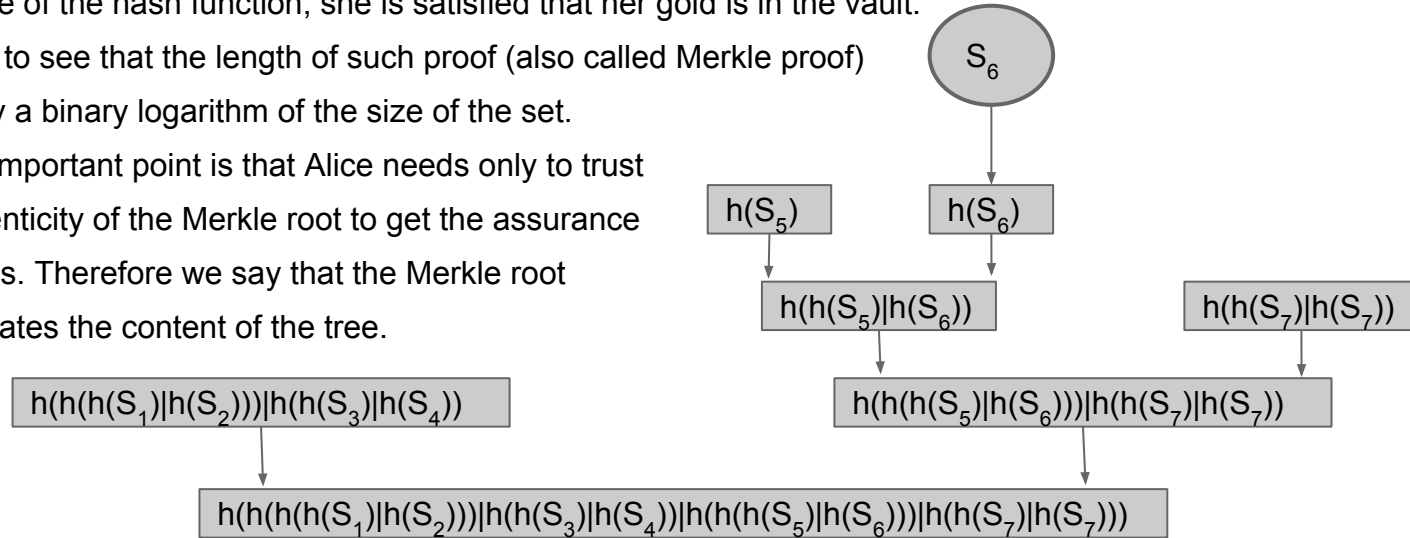 e of the hash function, she is satisfied that her gold is in the vault.
to see that the length of such proof (also called Merkle proof)
y a binary logarithm of the size of the set.
mportant point is that Alice needs only to trust
enticity of the Merkle root to get the assurance
s. Therefore we say that the Merkle root
ates the content of the tree.
S₆
h(S₅)
h(S₆)
h(h(S₅)|h(S₆))
h(h(S₇)|h(S₇))
h(h(h(S₁)|h(S₂)))|h(h(S₃)|h(S₄))
h(h(h(S₅)|h(S₆)))|h(h(S₇)|h(S₇))
h(h(h(h(S₁)|h(S₂)))|h(h(S₃)|h(S₄))|h(h(h(S₅)|h(S₆)))|h(h(S₇)|h(S₇)))